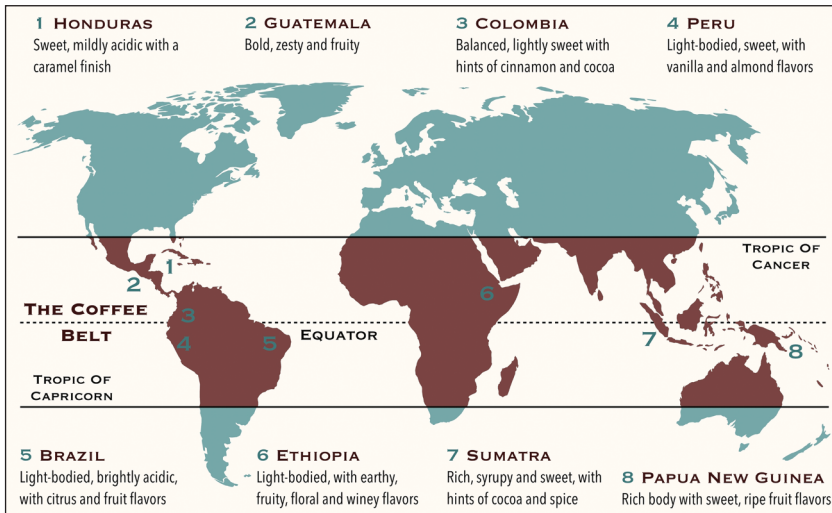 1 HONDURAS
Sweet, mildly acidic with a
caramel finish
2 GUATEMALA
Bold, zesty and fruity
3 COLOMBIA
Balanced, lightly sweet with
hints of cinnamon and cocoa
4 PERU
Light-bodied, sweet, with
vanilla and almond flavors
TROPIC OF
CANCER
1
2
6
THE COFFEE
BELT
3
EQUATOR
4
5
7
8
TROPIC OF
CAPRICORN
5 BRAZIL
Light-bodied, brightly acidic,
with citrus and fruit flavors
6 ETHIOPIA
Light-bodied, with earthy,
fruity, floral and winey flavors
7 SUMATRA
Rich, syrupy and sweet, with
hints of cocoa and spice
8 PAPUA NEW GUINEA
Rich body with sweet, ripe fruit flavors